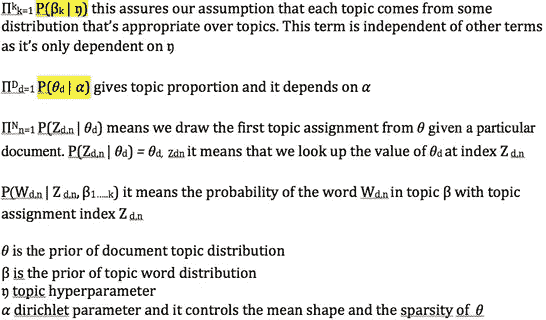 ∏ᵏk=1 P(βk | η) this assures our assumption that each topic comes from some
distribution that's appropriate over topics. This term is independent of other terms
as it's only dependent on η
∏ᴰd=1 P(θd | α) gives topic proportion and it depends on α
∏ᴺn=1 P(Zd,n | θd) means we draw the first topic assignment from θ given a particular
document. P(Zd,n | θd) = θd, Zdn it means that we look up the value of θd at index Z d,n
P(Wd,n | Z d,n, β1…..k) it means the probability of the word Wd,n in topic β with topic
assignment index Z d,n
θ is the prior of document topic distribution
β is the prior of topic word distribution
η topic hyperparameter
α dirichlet parameter and it controls the mean shape and the sparsity of θ